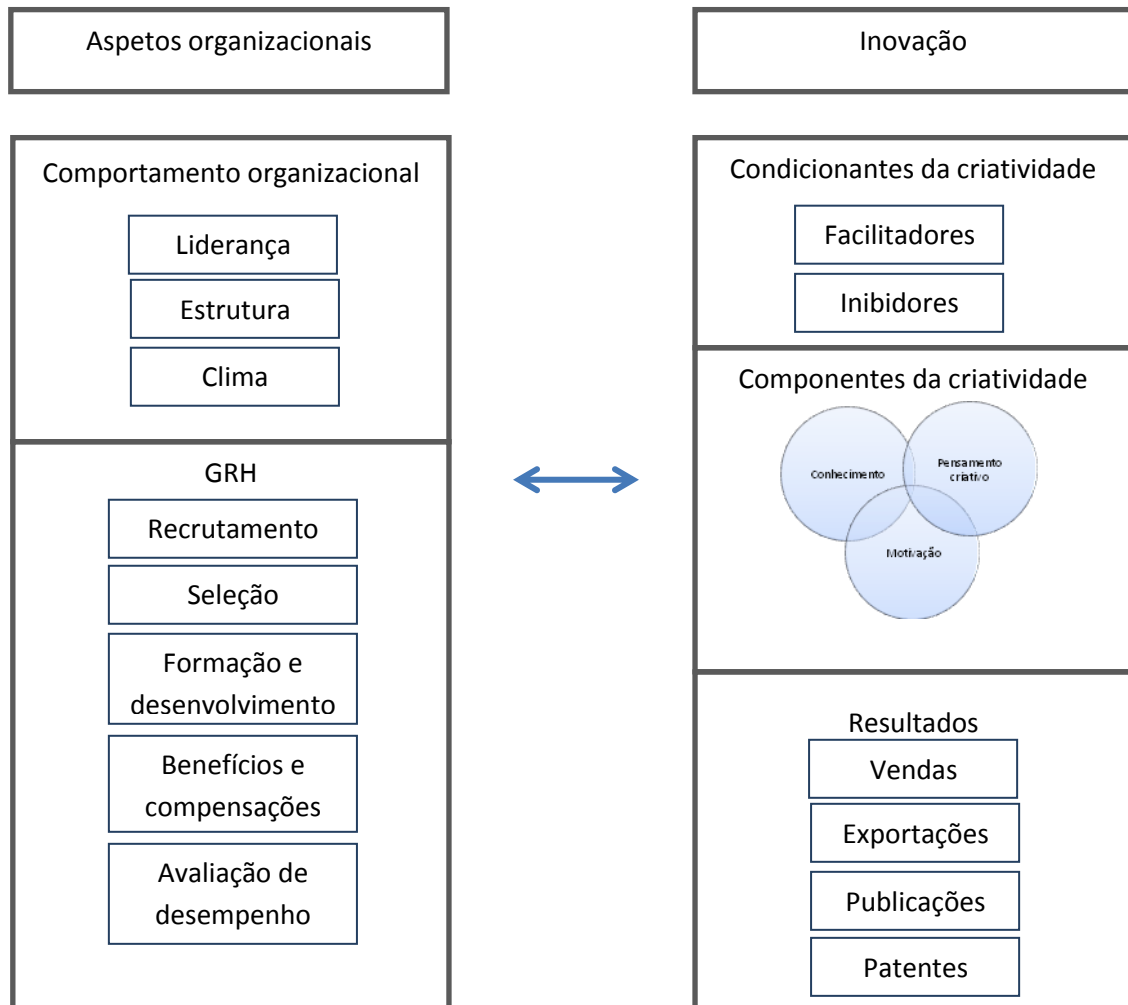 Aspetos organizacionais
Inovação
Comportamento organizacional
Liderança
Estrutura
Clima
GRH
Recrutamento
Seleção
Formação e
desenvolvimento
Benefícios e
compensações
Avaliação de
desempenho
Condicionantes da criatividade
Facilitadores
Inibidores
Componentes da criatividade
Conhecimento
Pensamento
criativo
Motivação
Resultados
Vendas
Exportações
Publicações
Patentes